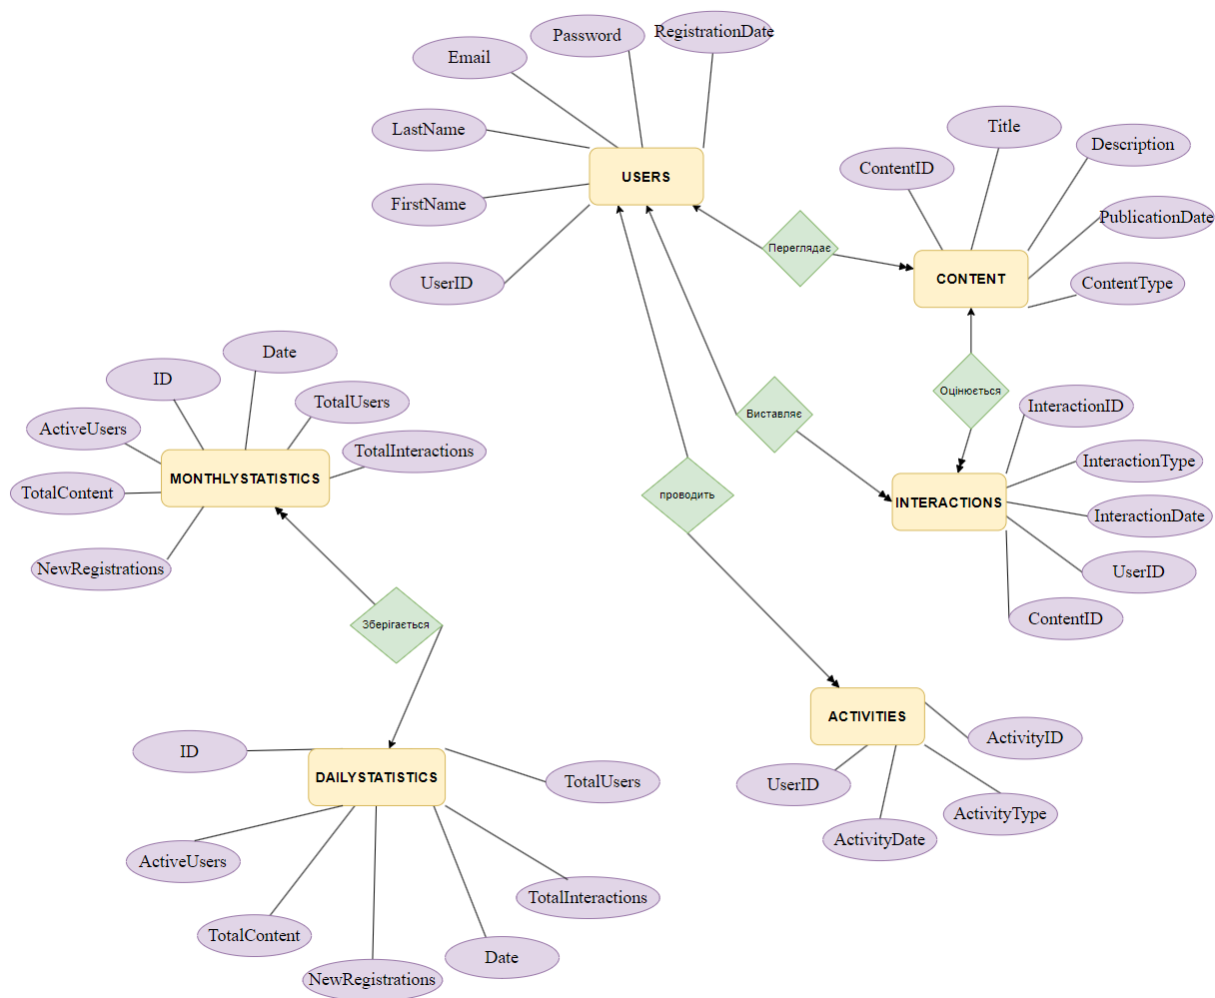 RegistrationDate
Password
Email
LastName
FirstName
UserID
USERS
Title
ContentID
Description
PublicationDate
ContentType
CONTENT
Переглядає
Оцінюється
Виставляє
проводить
InteractionID
InteractionType
InteractionDate
UserID
ContentID
INTERACTIONS
Date
ID
TotalUsers
ActiveUsers
TotalInteractions
TotalContent
NewRegistrations
MONTHLYSTATISTICS
Зберігається
ACTIVITIES
ActivityID
UserID
ActivityType
ActivityDate
ID
DAILYSTATISTICS
TotalUsers
ActiveUsers
TotalInteractions
TotalContent
Date
NewRegistrations